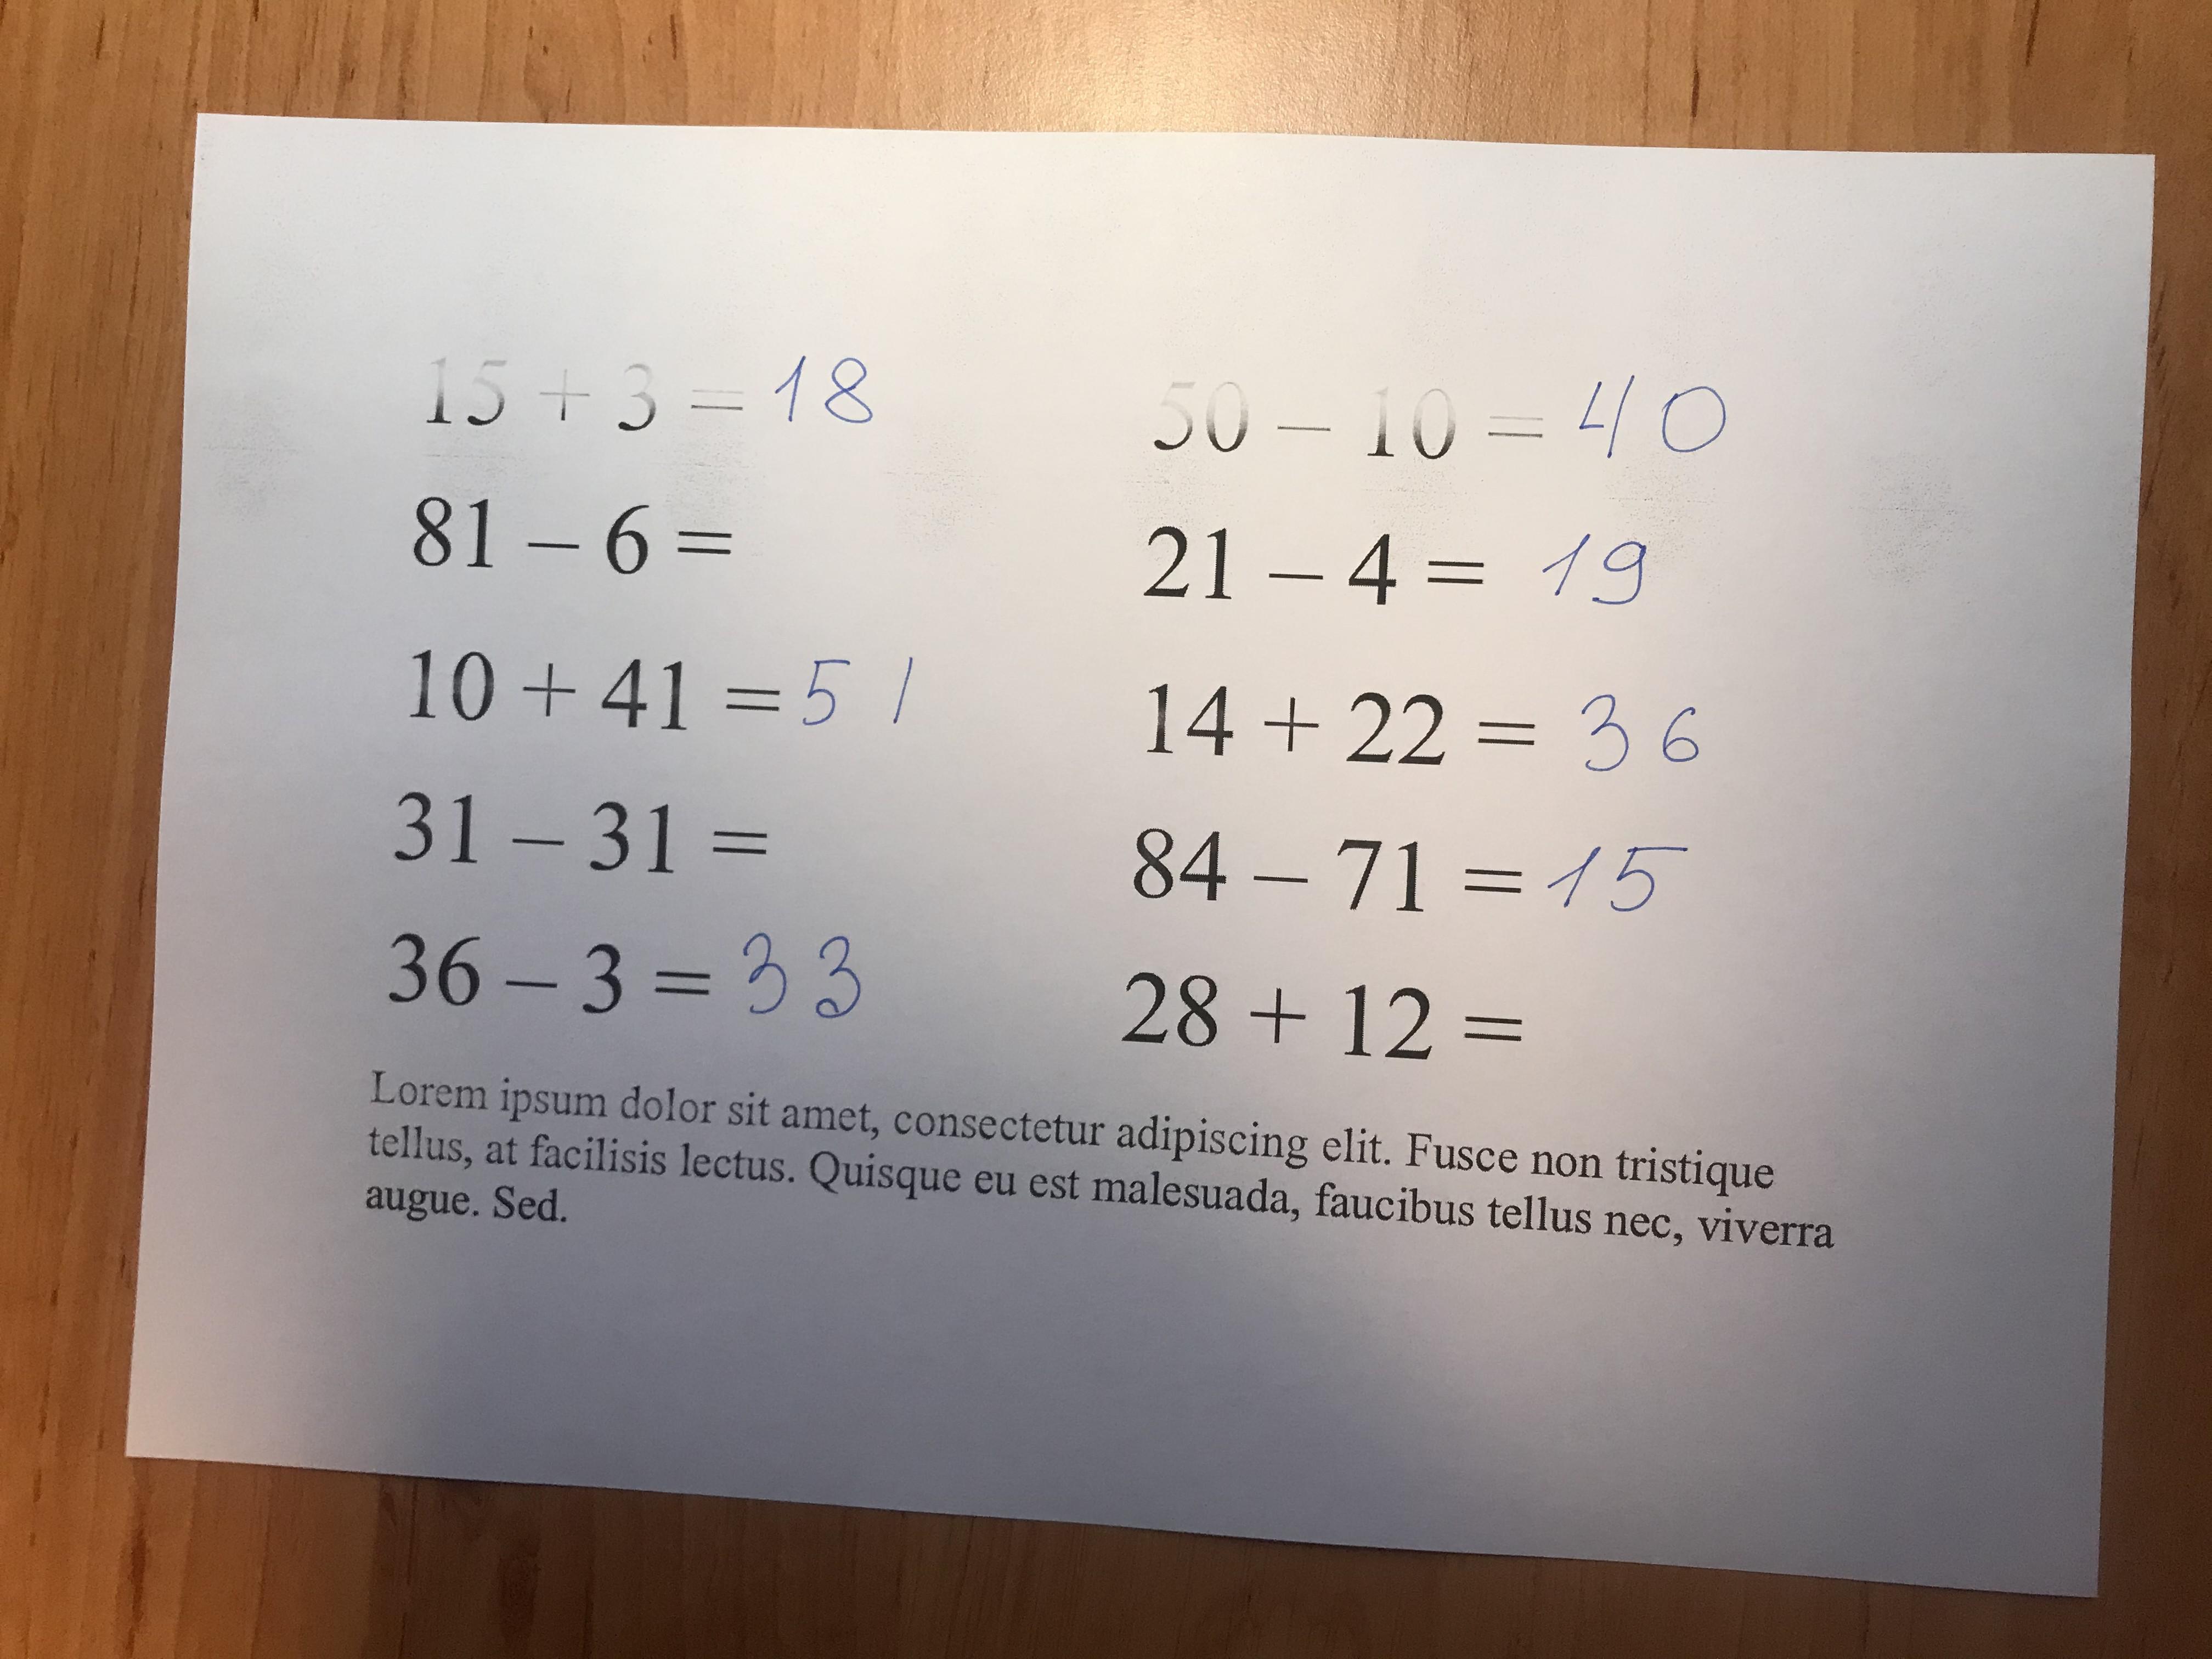 15 + 3 = 18
81 – 6 =
10 + 41 = 51
31 – 31 =
36 – 3 = 33
50 – 10 = 40
21 – 4 = 19
14 + 22 = 36
84 – 71 = 15
28 + 12 =
Lorem ipsum dolor sit amet, consectetur adipiscing elit. Fusce non tristique
tellus, at facilisis lectus. Quisque eu est malesuada, faucibus tellus nec, viverra
augue. Sed.